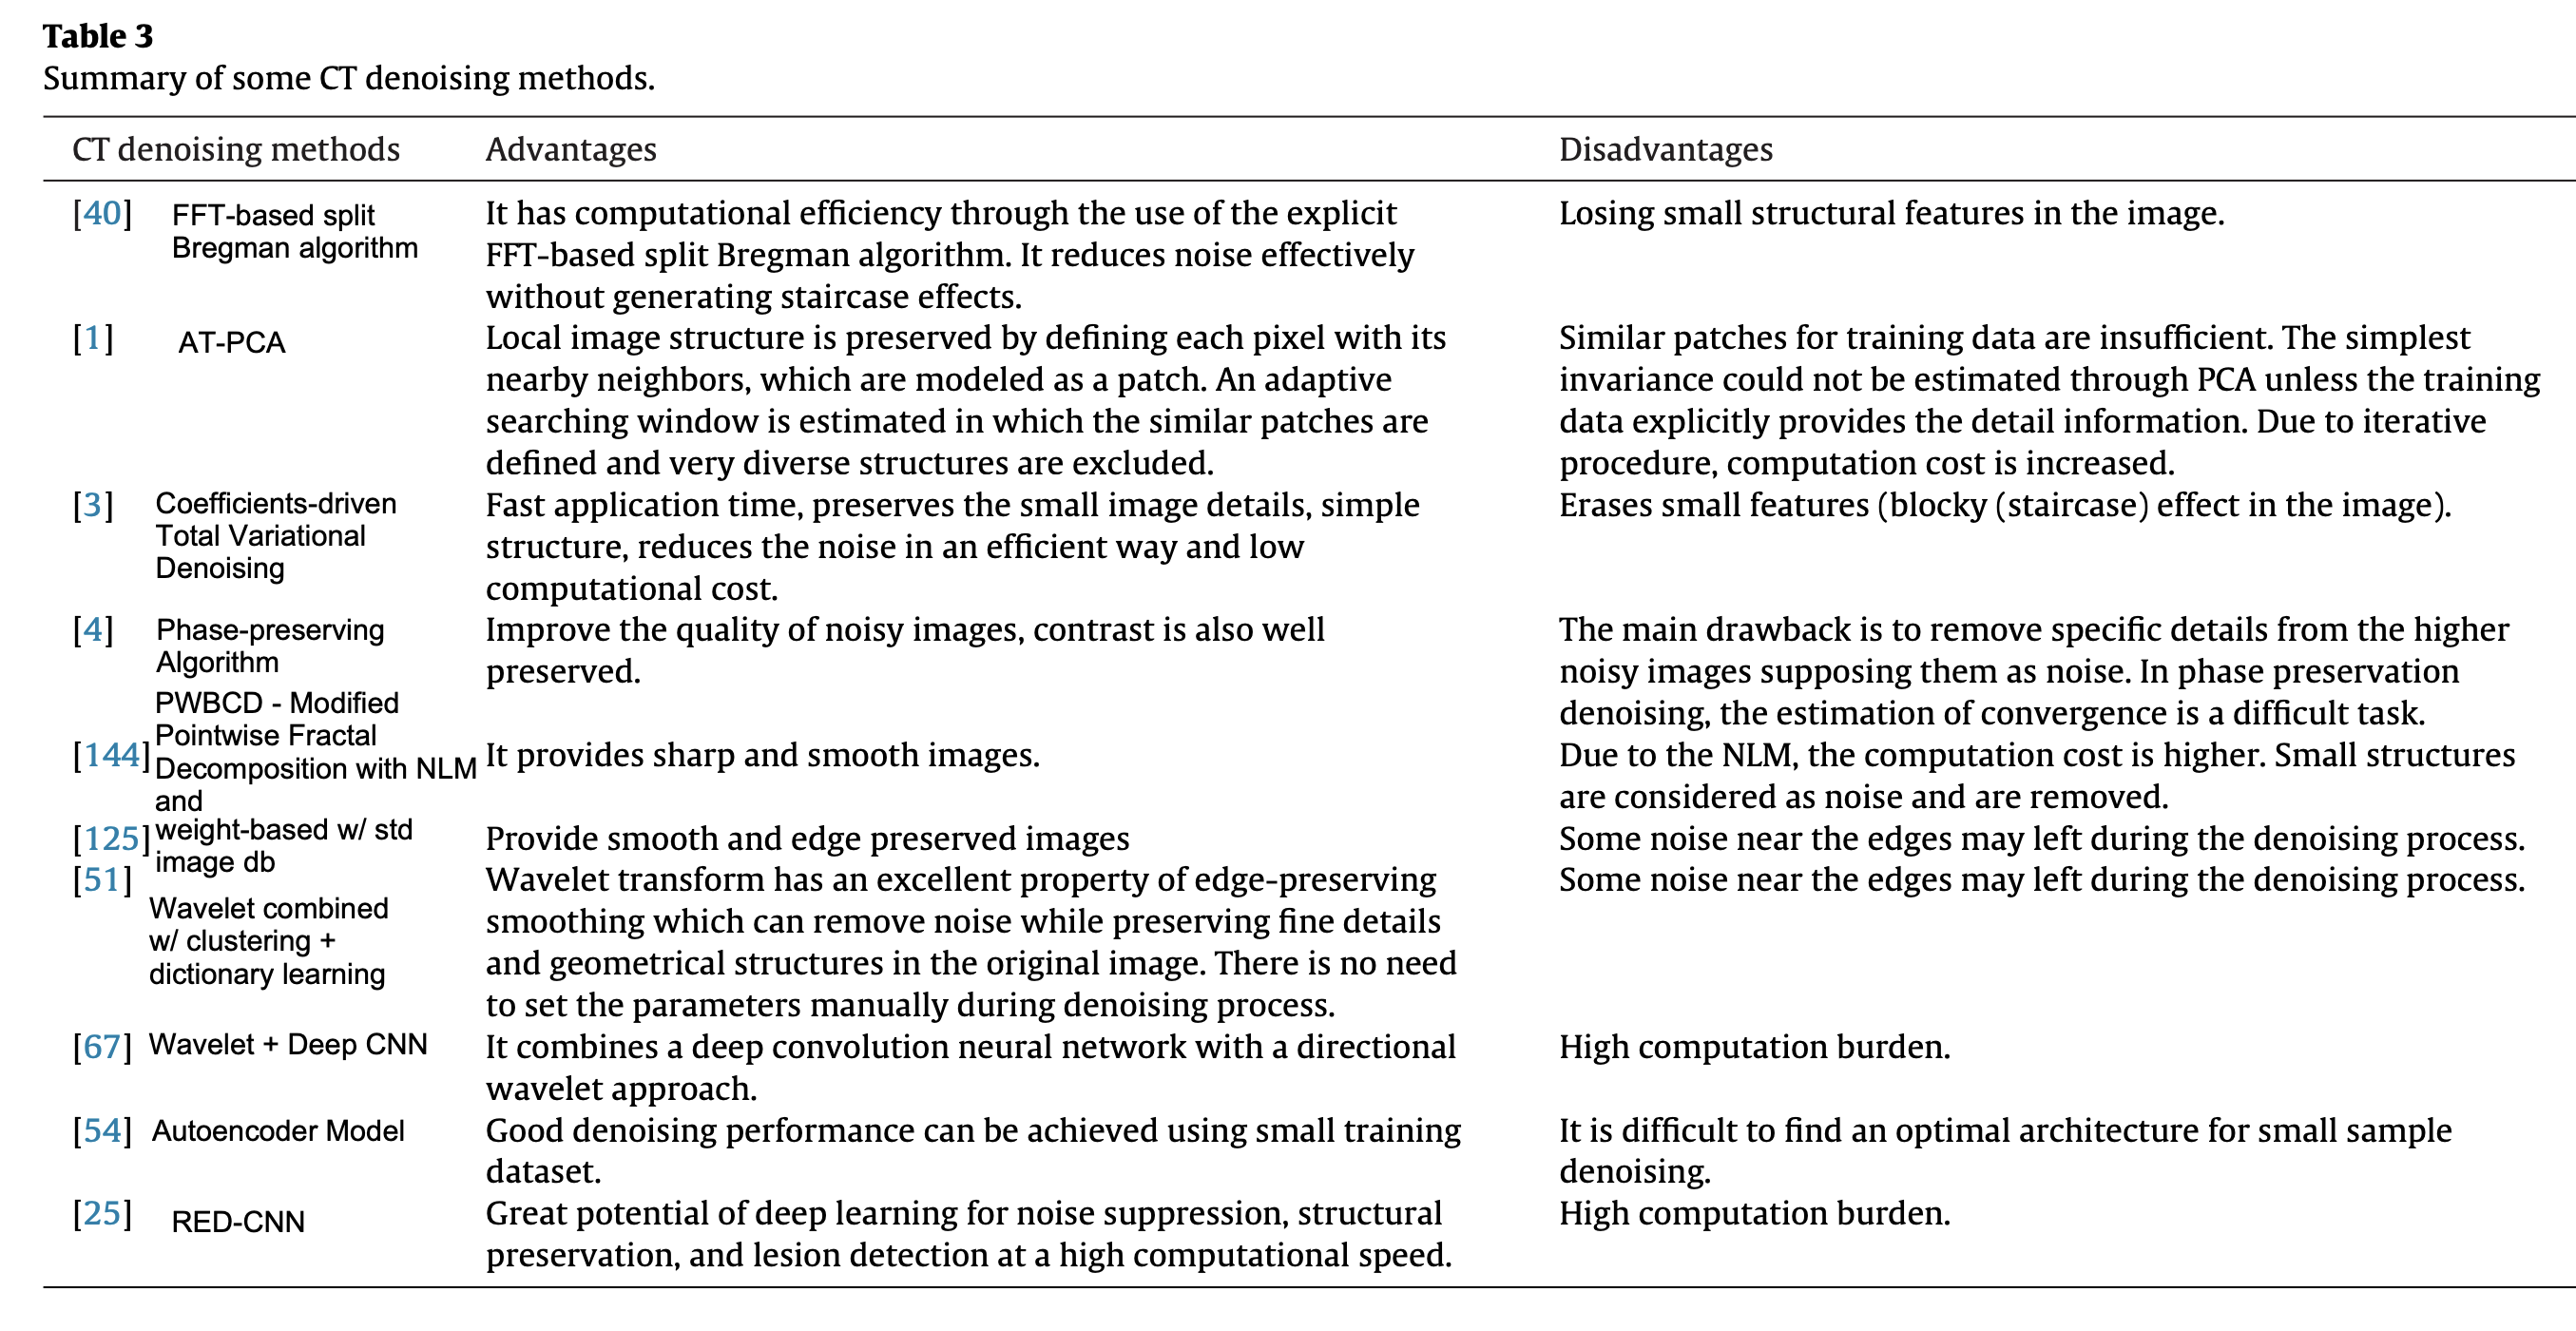 Table 3
Summary of some CT denoising methods.
CT denoising methods Advantages Disadvantages
[40] FFT-based split
Bregman algorithm
It has computational efficiency through the use of the explicit
FFT-based split Bregman algorithm. It reduces noise effectively
without generating staircase effects.
Losing small structural features in the image.
[1] AT-PCA
Local image structure is preserved by defining each pixel with its
nearby neighbors, which are modeled as a patch. An adaptive
searching window is estimated in which the similar patches are
defined and very diverse structures are excluded.
Similar patches for training data are insufficient. The simplest
invariance could not be estimated through PCA unless the training
data explicitly provides the detail information. Due to iterative
procedure, computation cost is increased.
[3] Coefficients-driven
Total Variational
Denoising
Fast application time, preserves the small image details, simple
structure, reduces the noise in an efficient way and low
computational cost.
Erases small features (blocky (staircase) effect in the image).
[4] Phase-preserving
Algorithm
Improve the quality of noisy images, contrast is also well
preserved.
The main drawback is to remove specific details from the higher
noisy images supposing them as noise. In phase preservation
denoising, the estimation of convergence is a difficult task.
PWBCD - Modified
Pointwise Fractal
[144] Decomposition with NLM
and
It provides sharp and smooth images.
Due to the NLM, the computation cost is higher. Small structures
are considered as noise and are removed.
[125] weight-based w/ std
image db
Provide smooth and edge preserved images
Some noise near the edges may left during the denoising process.
[51]
Wavelet combined
w/ clustering +
dictionary learning
Wavelet transform has an excellent property of edge-preserving
smoothing which can remove noise while preserving fine details
and geometrical structures in the original image. There is no need
to set the parameters manually during denoising process.
Some noise near the edges may left during the denoising process.
[67] Wavelet + Deep CNN
It combines a deep convolution neural network with a directional
wavelet approach.
High computation burden.
[54] Autoencoder Model
Good denoising performance can be achieved using small training
dataset.
It is difficult to find an optimal architecture for small sample
denoising.
[25] RED-CNN
Great potential of deep learning for noise suppression, structural
preservation, and lesion detection at a high computational speed.
High computation burden.